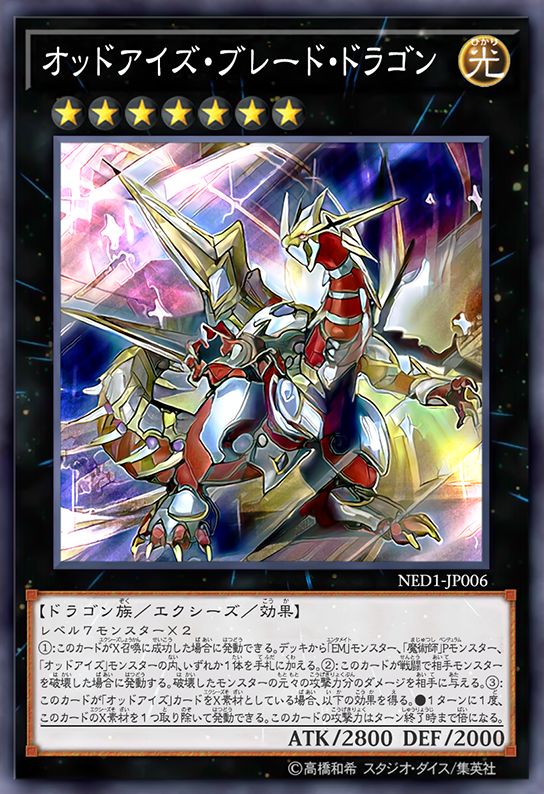 オッドアイズ・ブレード・ドラゴン
ひかり
光
NED1-JP006
【ドラゴン族／エクシーズ／効果】
レベル7モンスター×2
①:このカードがX召喚に成功した場合に発動できる。デッキから「EM」モンスター、「魔術師」Pモンスター、
「オッドアイズ」モンスターの内、いずれか1体を手札に加える。②:このカードが戦闘で相手モンスター
を破壊した場合に発動する。破壊したモンスターの元々の攻撃力分のダメージを相手に与える。③:
このカードが「オッドアイズ」カードをX素材としている場合、以下の効果を得る。●1ターンに1度、
このカードのX素材を1つ取り除いて発動できる。このカードの攻撃力はターン終了時まで倍になる。
ATK/2800 DEF/2000
©高橋和希 スタジオ・ダイス/集英社